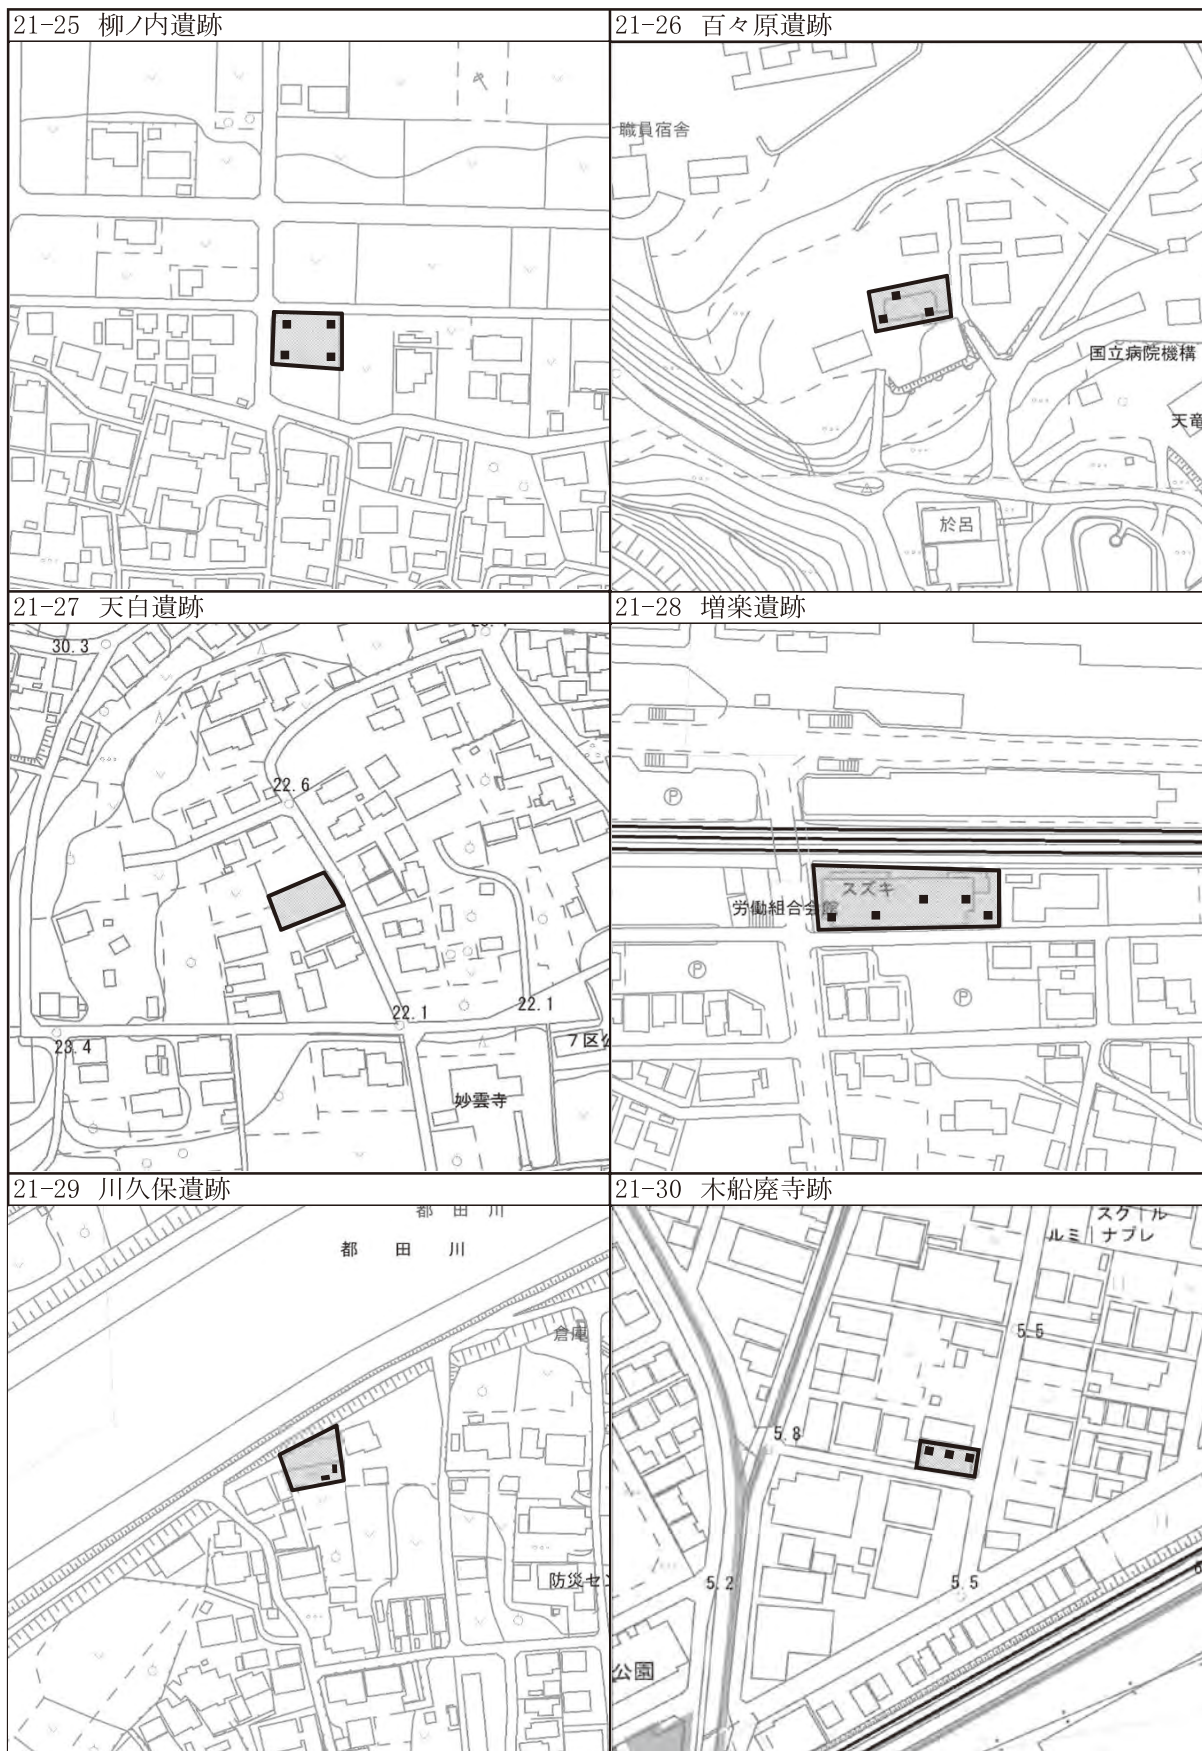 21-25 柳ノ内遺跡
21-26 百々原遺跡
職員宿舎
国立病院機構
天竜
於呂
21-27 天白遺跡
30.3
22.6
22.1
22.1
23.4
7区
妙雲寺
21-28 増楽遺跡
P
スズキ
労働組合会館
P
P
21-29 川久保遺跡
都 田 川
都 田 川
倉庫
防災セン
21-30 木船廃寺跡
スクール
ルミナブレ
5.5
5.8
5.2
5.5
公園